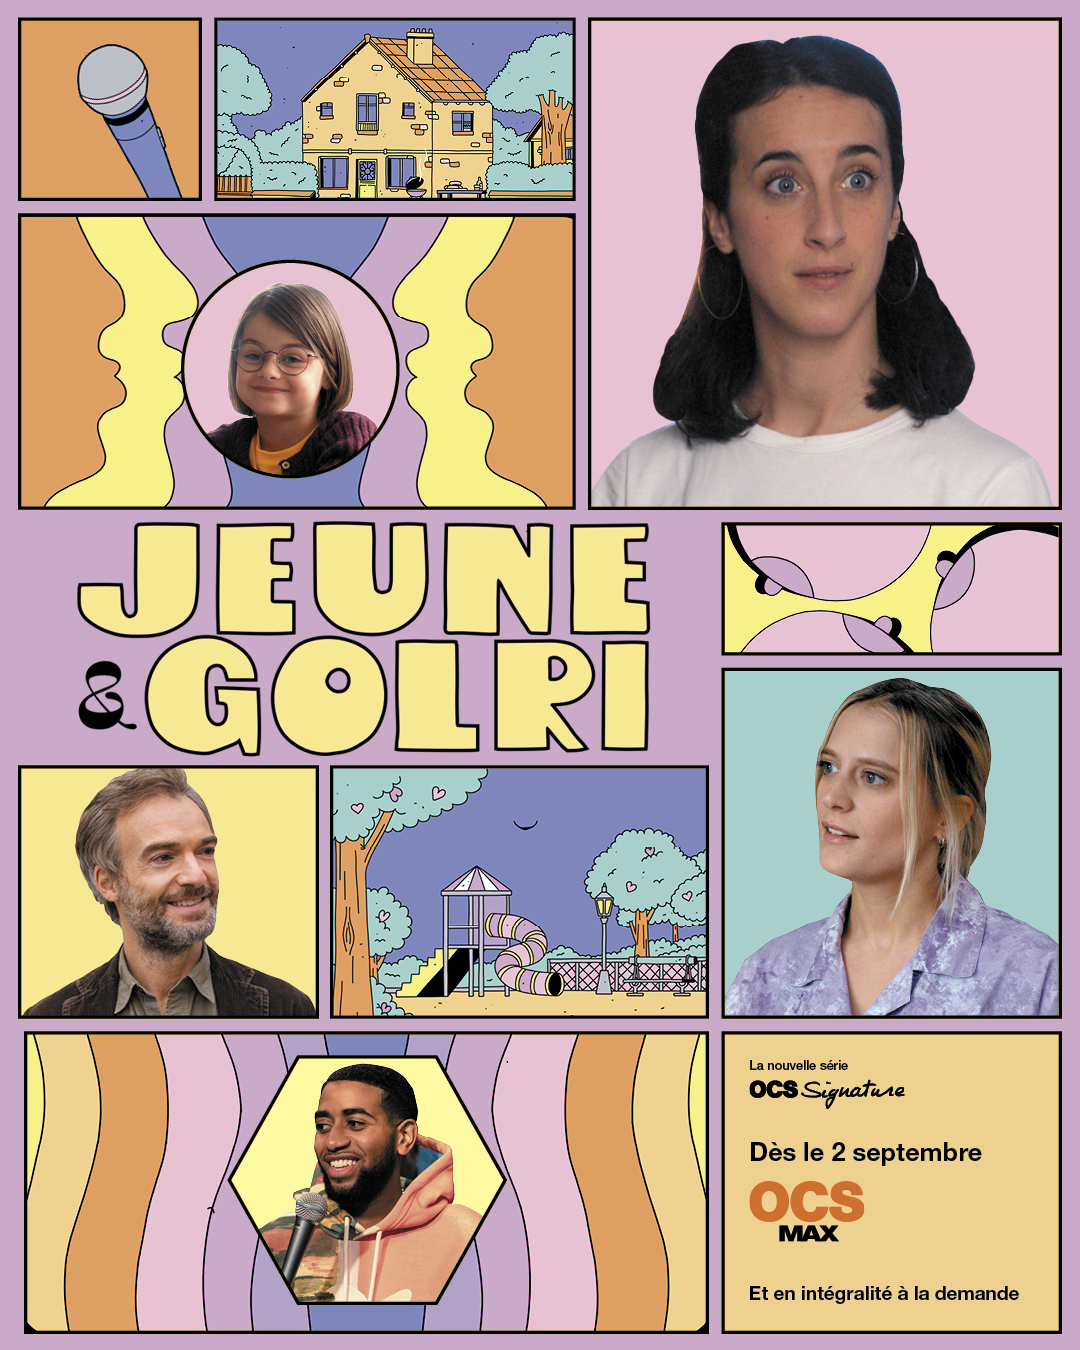 JEUNE
&GOLRI
La nouvelle série
OCS Signature
Dès le 2 septembre
OCS
MAX
Et en intégralité à la demande